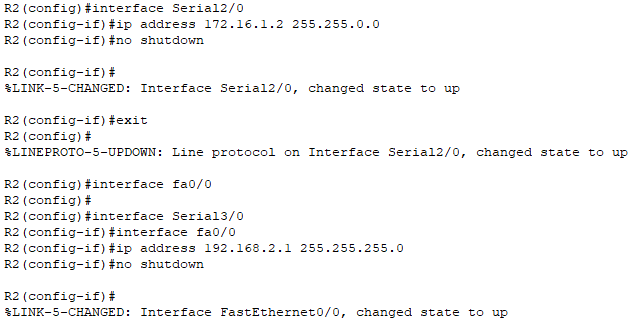 R2(config)#interface Serial2/0
R2(config-if)#ip address 172.16.1.2 255.255.0.0
R2(config-if)#no shutdown
R2(config-if)#
%LINK-5-CHANGED: Interface Serial2/0, changed state to up
R2(config-if)#exit
R2(config)#
%LINEPROTO-5-UPDOWN: Line protocol on Interface Serial2/0, changed state to up
R2(config)#interface fa0/0
R2(config)#
R2(config)#interface Serial3/0
R2(config-if)#interface fa0/0
R2(config-if)#ip address 192.168.2.1 255.255.255.0
R2(config-if)#no shutdown
R2(config-if)#
%LINK-5-CHANGED: Interface FastEthernet0/0, changed state to up